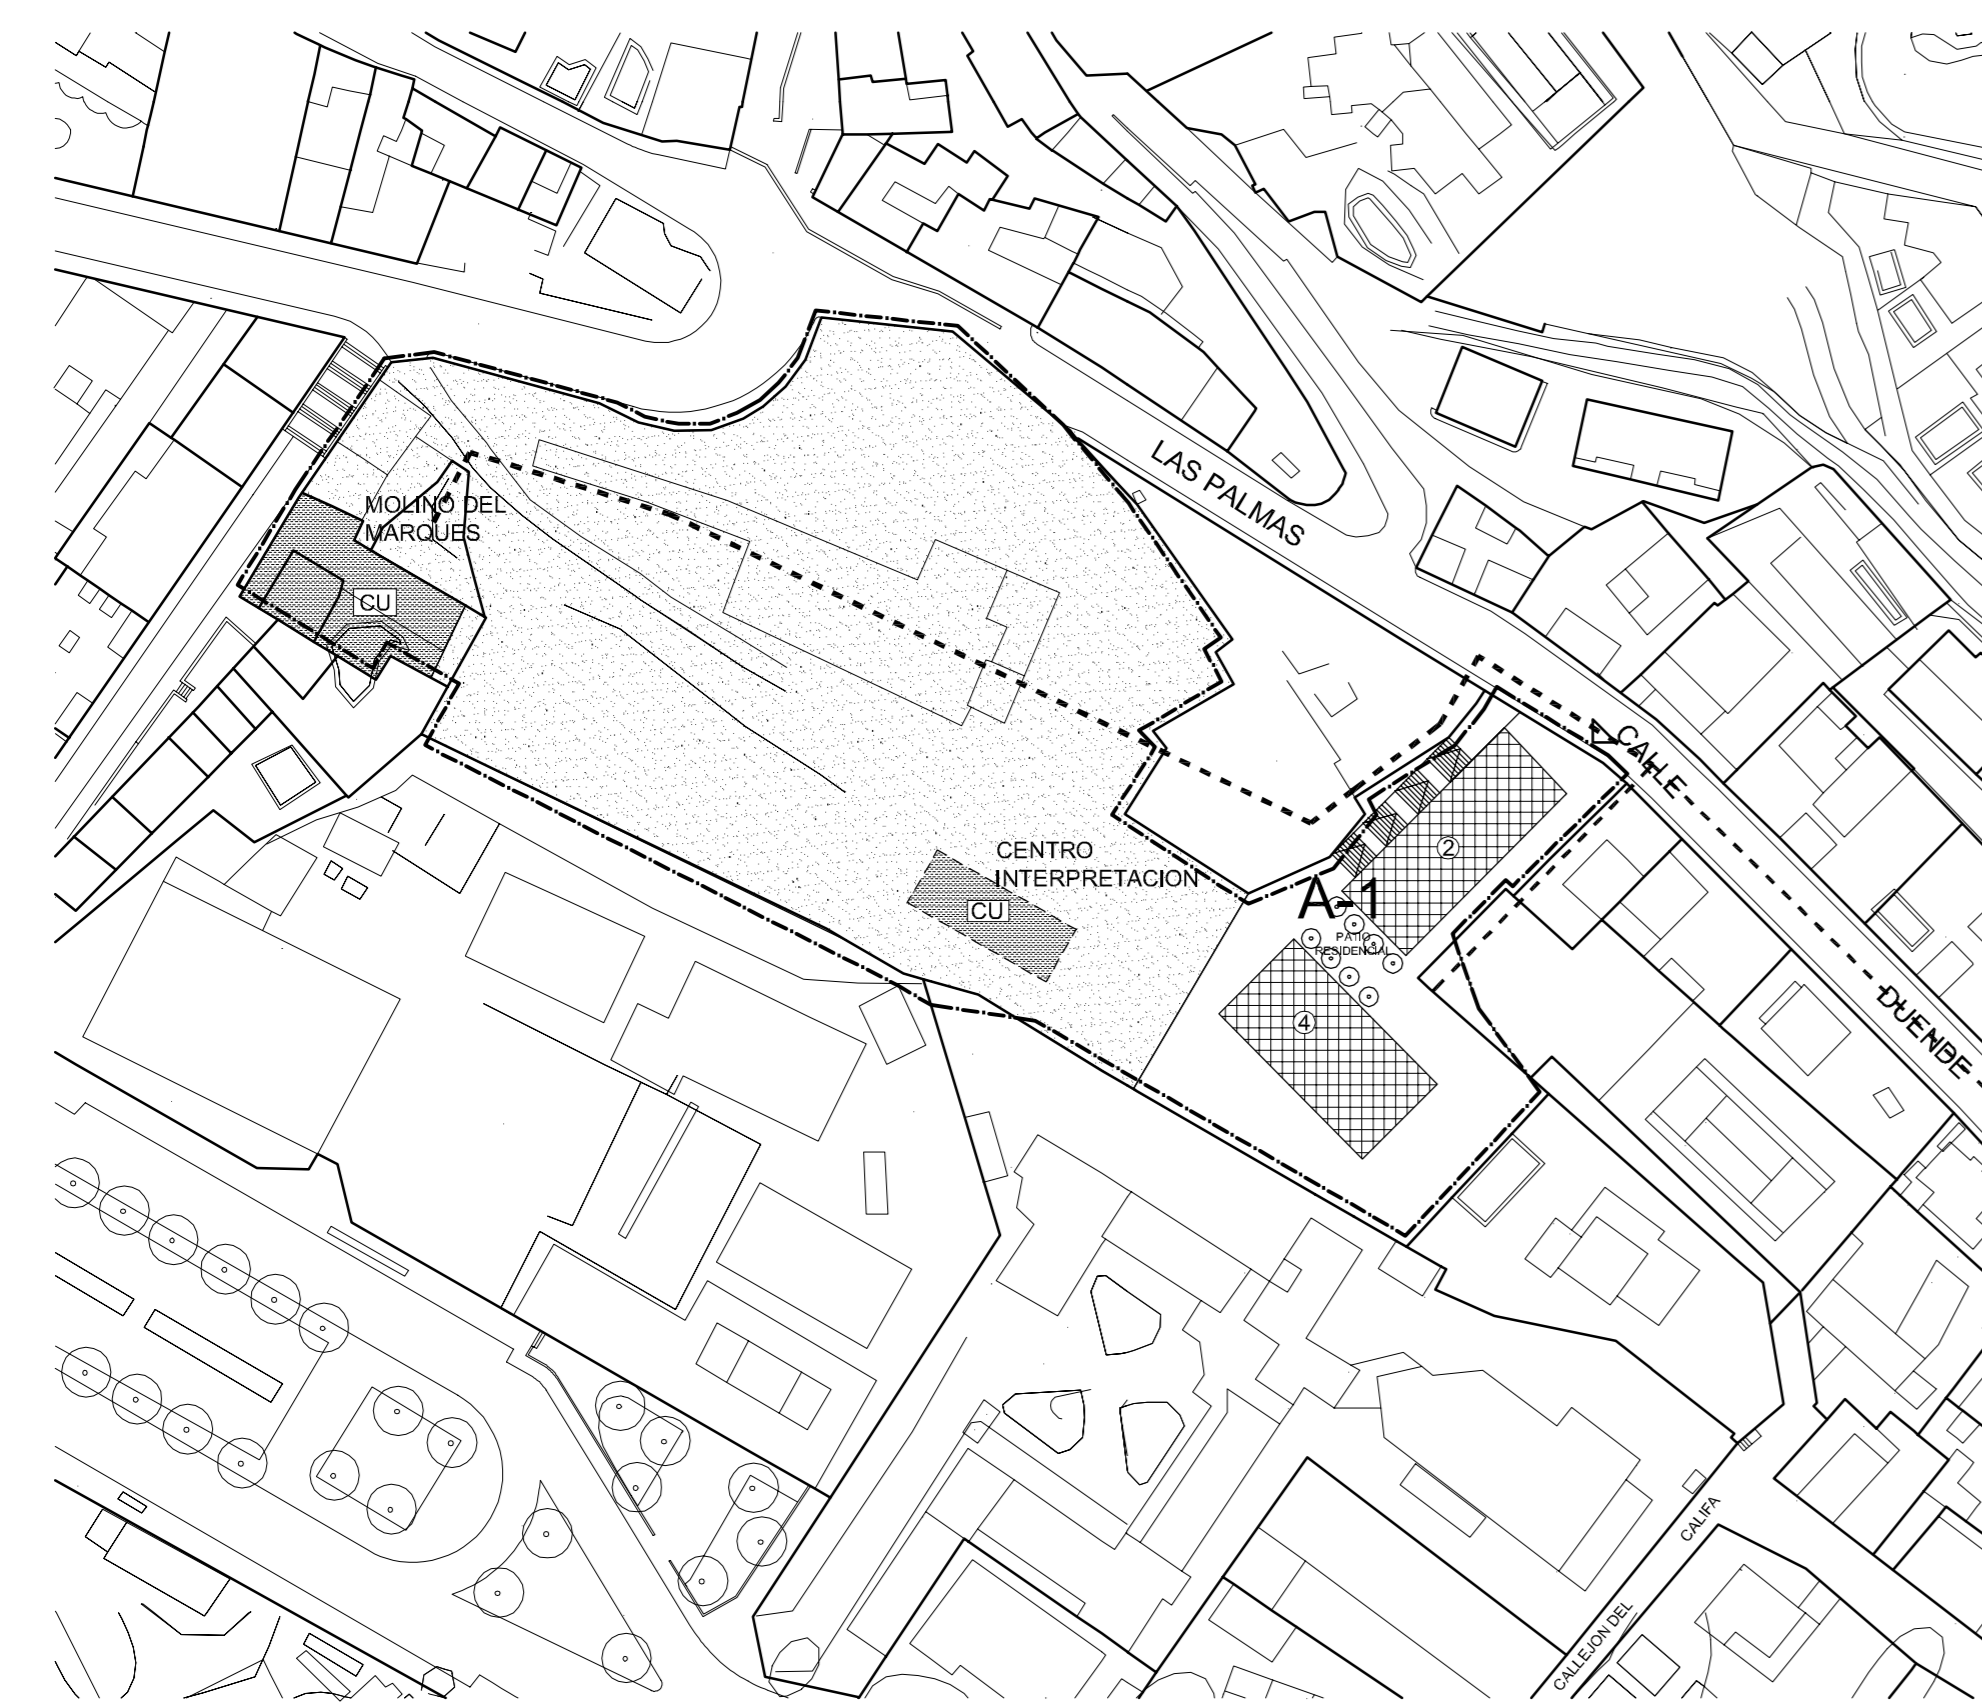 LAS PALMAS
MOLINO DEL
MARQUES
CU
CALLE
DUENDE
CENTRO
INTERPRETACION
CU
2
A-1
PATIO
RESIDENCIAL
4
CALIFA
CALLEJON DEL